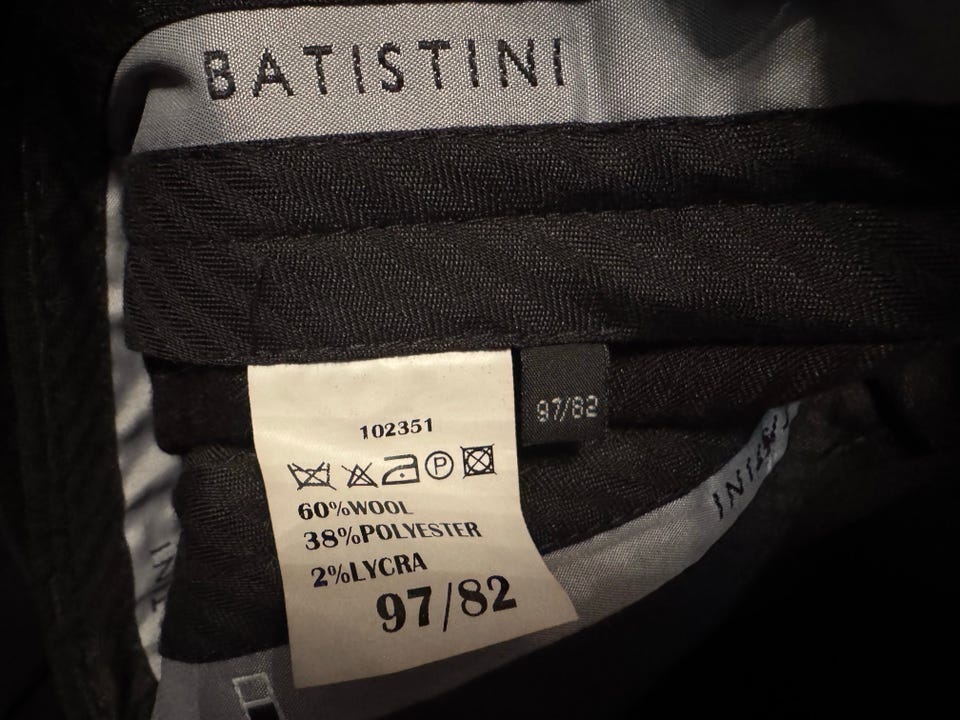 BATISTINI
97/82
102351
P
60%WOOL
38%POLYESTER
2%LYCRA
97/82